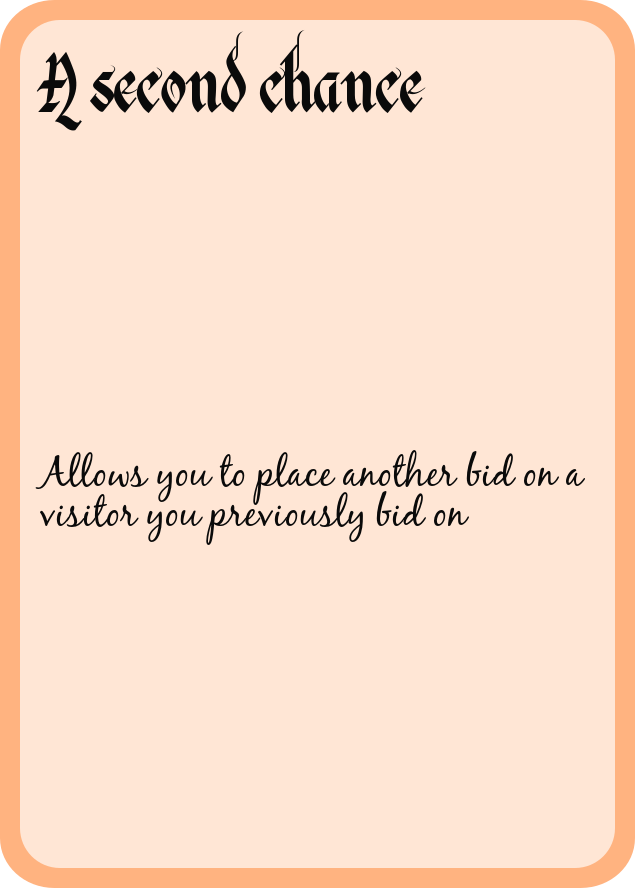 A second chance
Allows you to place another bid on a
visitor you previously bid on